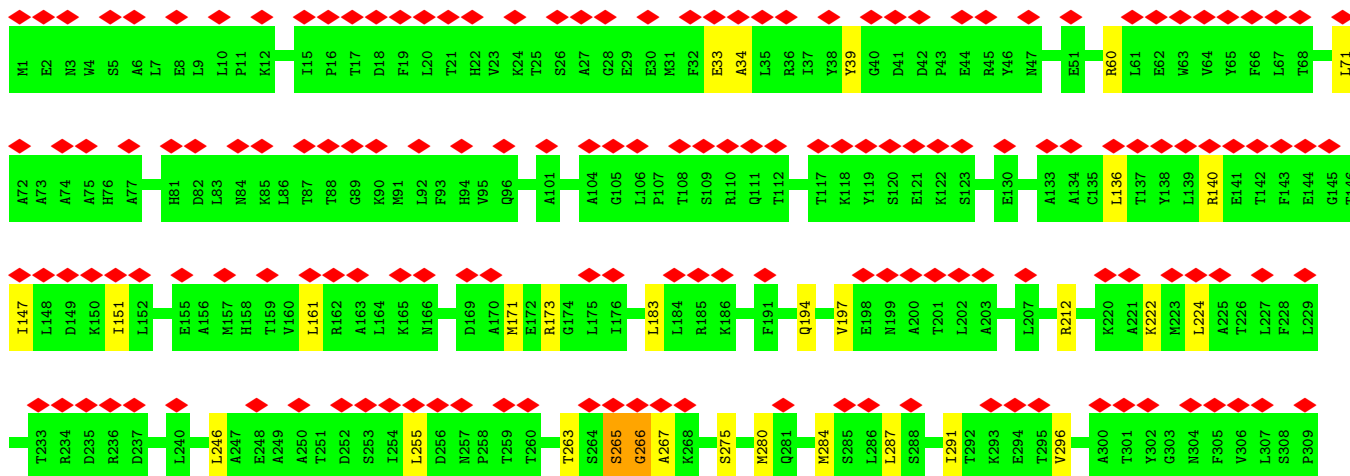 M1 E2 N3 W4 S5 A6 L7 E8 L9 L10 P11 K12 I15 P16 T17 D18 F19 L20 T21 H22 V23 K24 T25 S26 A27 G28 E29 E30 M31 F32 E33 A34 L35 R36 I37 Y38 Y39 G40 D41 D42 P43 E44 R45 Y46 N47 E51 R60 L61 E62 W63 V64 Y65 F66 L67 T68 L71
A72 A73 A74 A75 H76 A77 H81 D82 L83 N84 K85 L86 T87 T88 G89 K90 M91 L92 F93 H94 V95 Q96 A101 A104 G105 L106 P107 T108 S109 R110 Q111 T112 T117 K118 Y119 S120 E121 K122 S123 E130 A133 A134 C135 L136 T137 Y138 L139 R140 E141 T142 F143 E144 G145 T146
I147 L148 D149 K150 I151 L152 E155 A156 M157 H158 T159 V160 L161 R162 A163 L164 K165 N166 D169 A170 M171 E172 R173 G174 L175 I176 L183 L184 R185 K186 F191 Q194 V197 E198 N199 A200 T201 L202 A203 L207 R212 K220 A221 K222 M223 L224 A225 T226 L227 F228 L229
T233 R234 D235 R236 D237 L240 L246 A247 E248 A249 A250 T251 D252 S253 I254 L255 D256 N257 P258 T259 T260 T263 S264 S265 G266 A267 K268 S275 M280 Q281 M284 S285 L286 L287 S288 I291 T292 K293 E294 T295 V296 A300 T301 Y302 G303 N304 F305 V306 L307 S308 P309